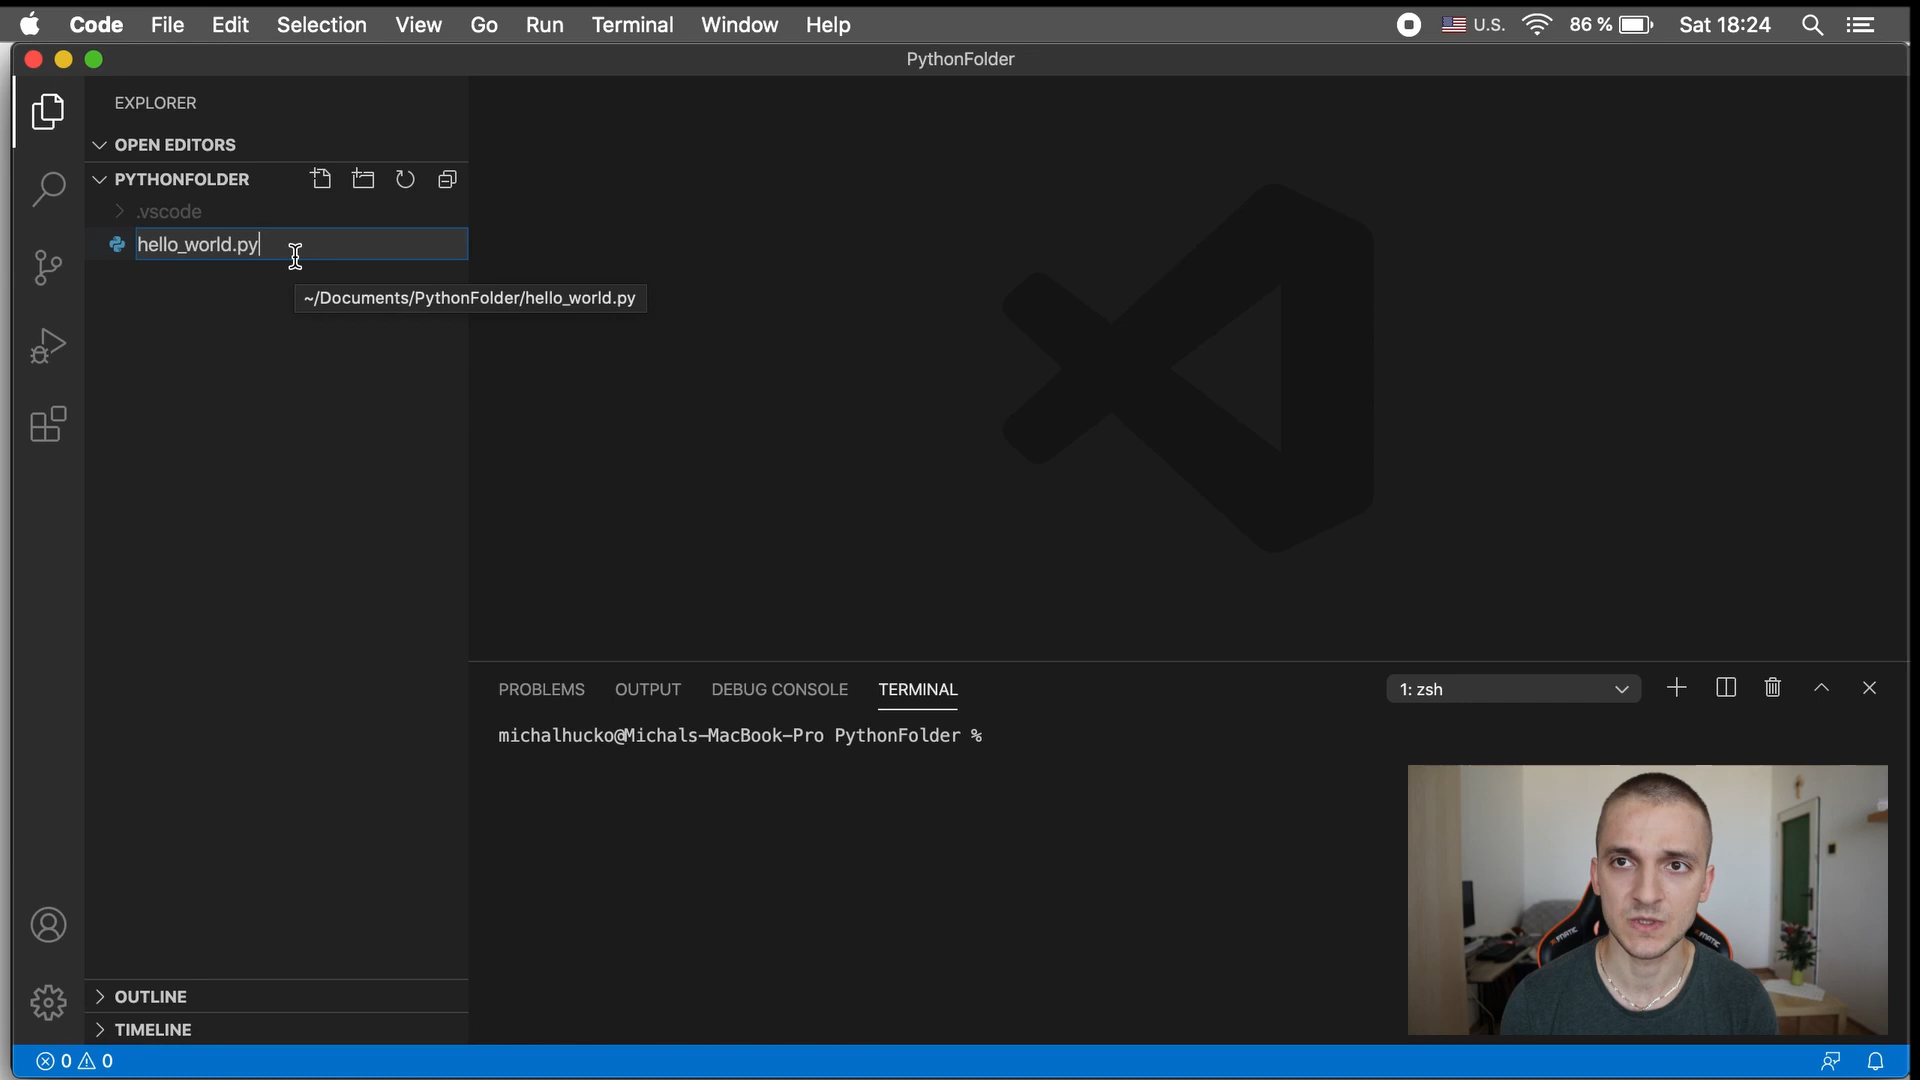 Code File Edit Selection View Go Run Terminal Window Help U.S. 86 % Sat 18:24
PythonFolder
EXPLORER
OPEN EDITORS
PYTHONFOLDER
.vscode
hello_world.py
~/Documents/PythonFolder/hello_world.py
PROBLEMS OUTPUT DEBUG CONSOLE TERMINAL 1: zsh
michalhucko@Michals-MacBook-Pro PythonFolder %
OUTLINE
TIMELINE
0 0